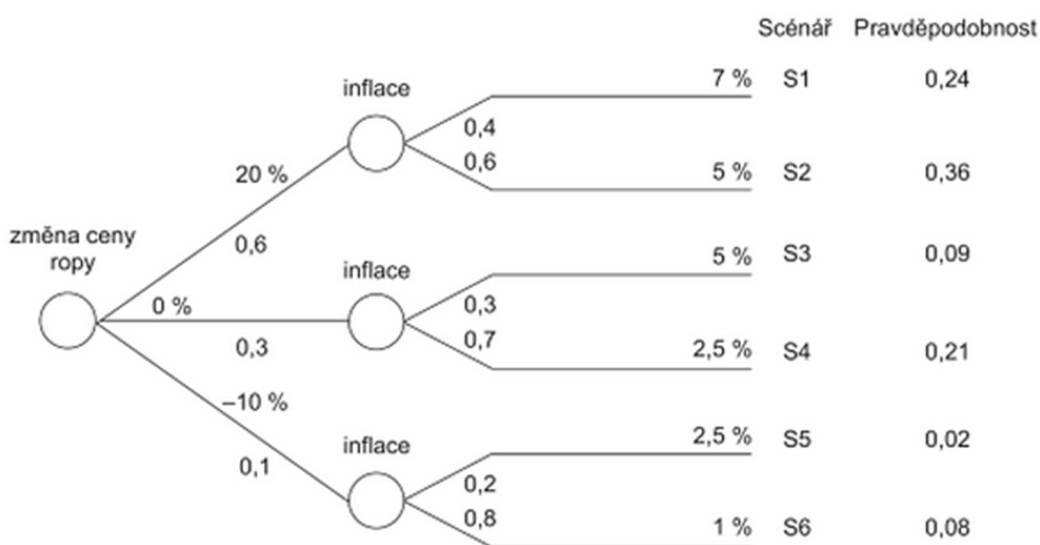 Scénář Pravděpodobnost
inflace
7 % S1 0,24
0,4
20 %
0,6
5 % S2 0,36
změna ceny
ropy
0,6
inflace
5 % S3 0,09
0 %
0,3
0,3
0,7
2,5 % S4 0,21
–10 %
0,1
inflace
2,5 % S5 0,02
0,2
0,8
1 % S6 0,08